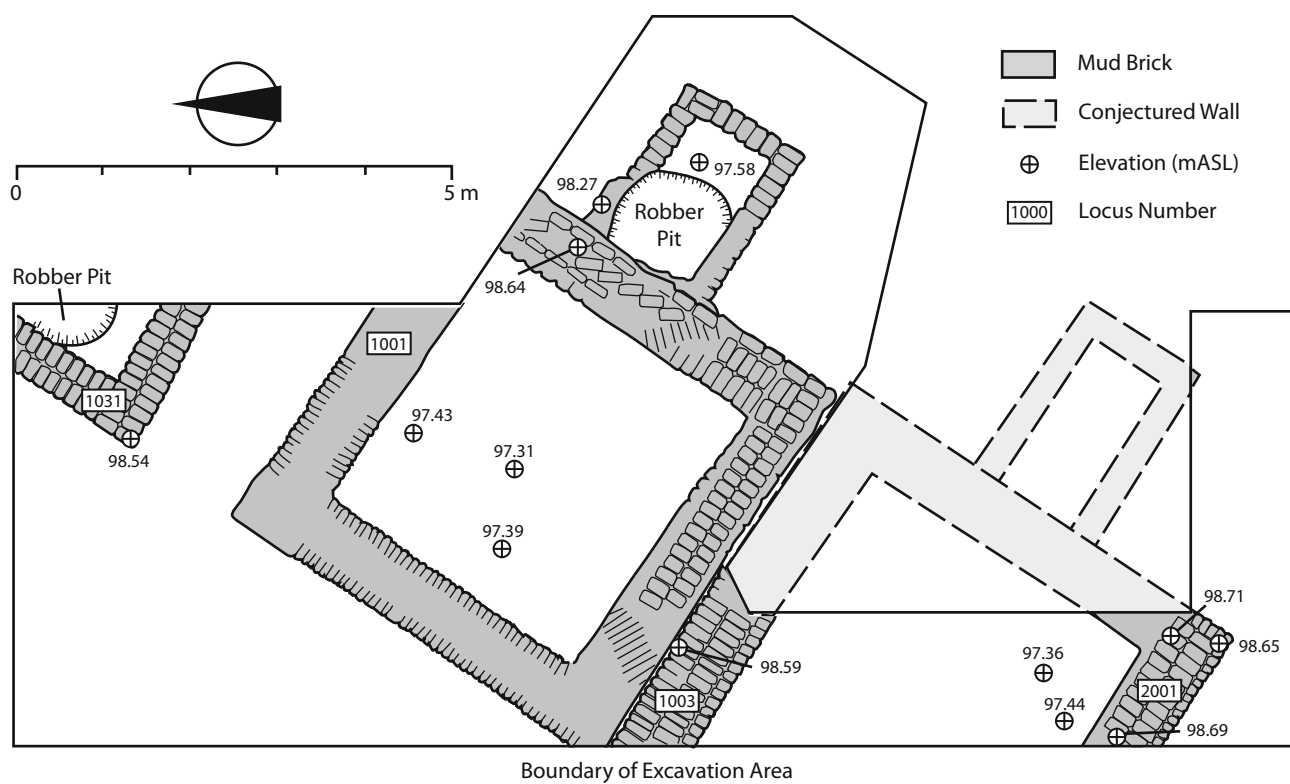 Mud Brick
Conjectured Wall
Elevation (mASL)
1000 Locus Number
0 5 m
97.58
98.27
Robber
Pit
98.64
Robber Pit
1001
1031
98.54
97.43
97.31
97.39
98.59
1003
98.71
98.65
97.36
2001
97.44
98.69
Boundary of Excavation Area